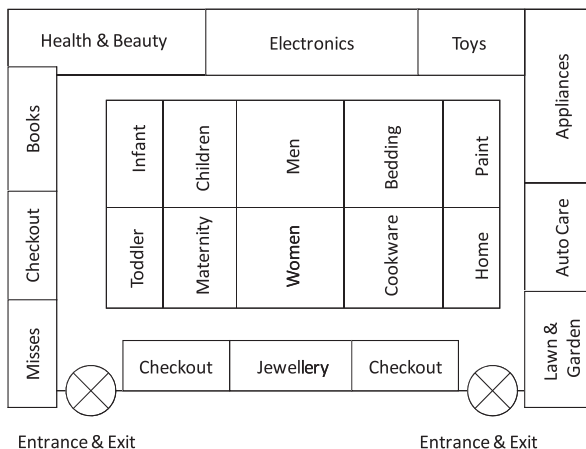 Health & Beauty
Electronics
Toys
Appliances
Books
Infant
Children
Men
Bedding
Paint
Checkout
Toddler
Maternity
Women
Cookware
Home
Auto Care
Misses
Checkout
Jewellery
Checkout
Lawn &
Garden
Entrance & Exit
Entrance & Exit